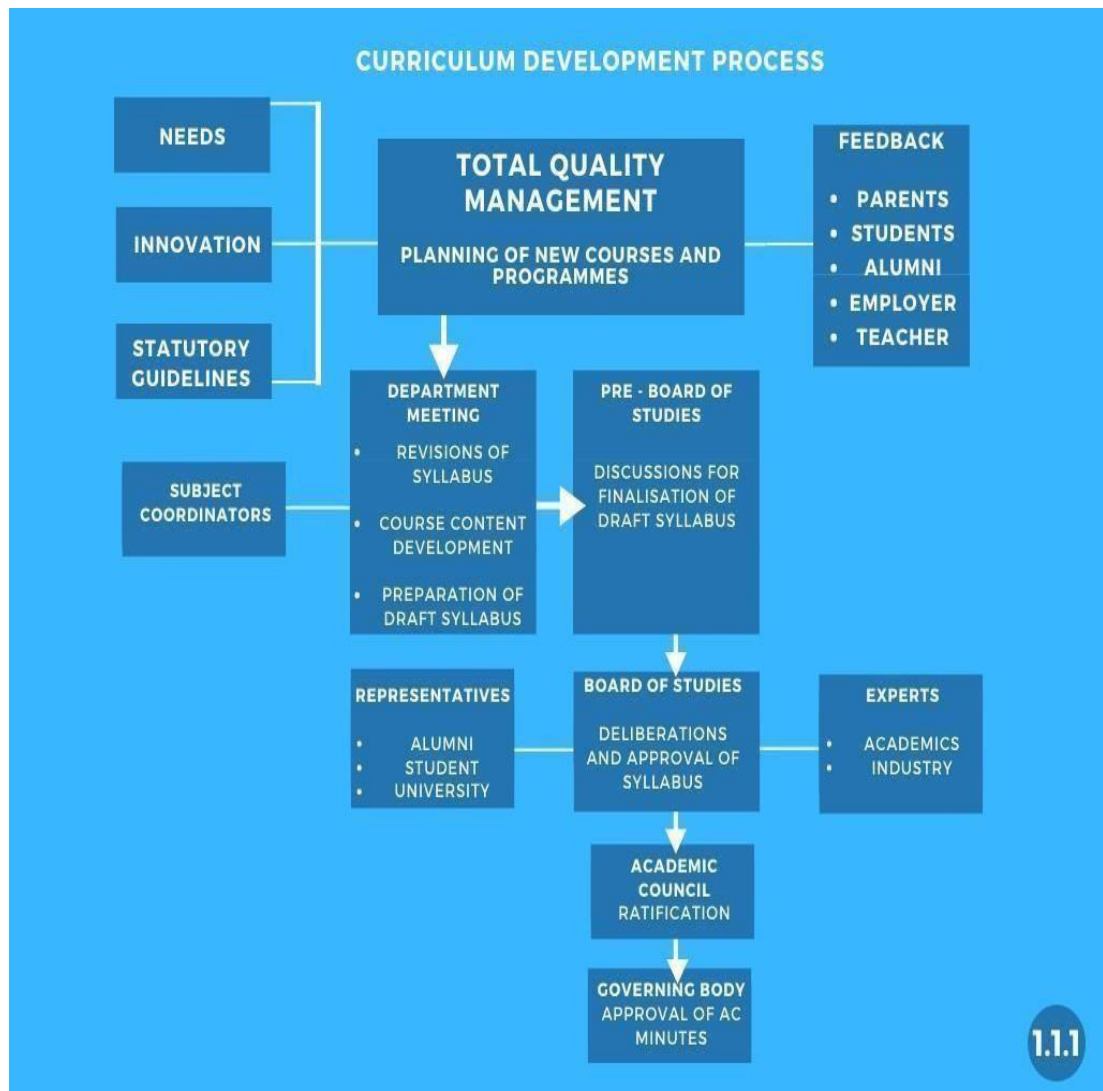 CURRICULUM DEVELOPMENT PROCESS
NEEDS
INNOVATION
STATUTORY
GUIDELINES
TOTAL QUALITY
MANAGEMENT
PLANNING OF NEW COURSES AND
PROGRAMMES
FEEDBACK
• PARENTS
• STUDENTS
• ALUMNI
• EMPLOYER
• TEACHER
SUBJECT
COORDINATORS
DEPARTMENT
MEETING
• REVISIONS OF
SYLLABUS
• COURSE CONTENT
DEVELOPMENT
• PREPARATION OF
DRAFT SYLLABUS
PRE - BOARD OF
STUDIES
DISCUSSIONS FOR
FINALISATION OF
DRAFT SYLLABUS
REPRESENTATIVES
• ALUMNI
• STUDENT
• UNIVERSITY
BOARD OF STUDIES
DELIBERATIONS
AND APPROVAL OF
SYLLABUS
EXPERTS
• ACADEMICS
• INDUSTRY
ACADEMIC
COUNCIL
RATIFICATION
GOVERNING BODY
APPROVAL OF AC
MINUTES
1.1.1